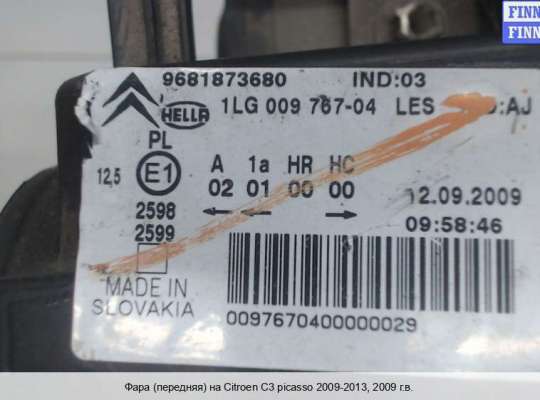 FINN
FINN
9681873680 IND:03
HELLA 1LG 009 767-04 LES :AJ
PL
12,5 E1 A 1a HR HC
02 01 00 00 12.09.2009
2598 ← ← → 09:58:46
2599
MADE IN
SLOVAKIA
0097670400000029
Фара (передняя) на Citroen C3 picasso 2009-2013, 2009 г.в.